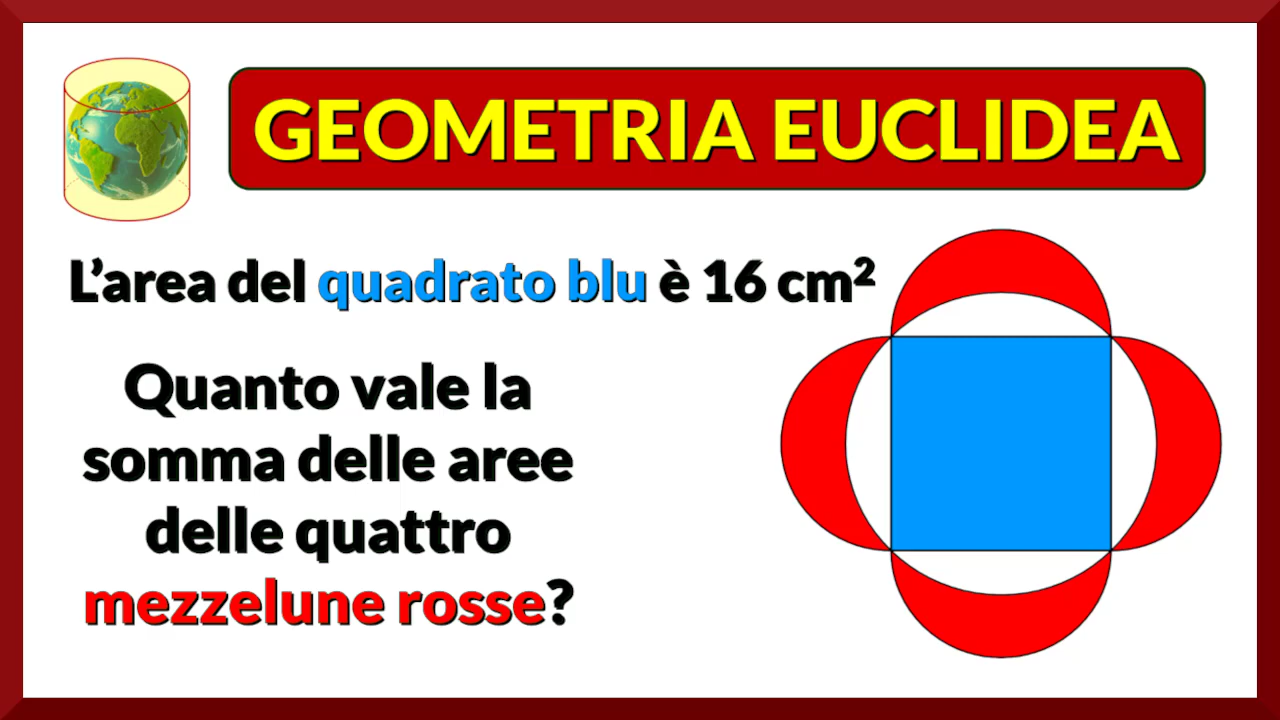 GEOMETRIA EUCLIDEA
L’area del quadrato blu è 16 cm²
Quanto vale la
somma delle aree
delle quattro
mezzelune rosse?